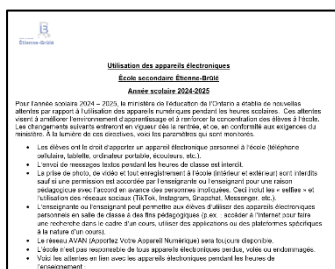 Étienne-Brûlé
Utilisation des appareils électroniques
École secondaire Étienne-Brûlé
Année scolaire 2024-2025
Pour l'année scolaire 2024 – 2025, le ministère de l'éducation de l'Ontario a établi de nouvelles
attentes par rapport à l'utilisation des appareils numériques pendant les heures scolaires. Ces attentes
visent à améliorer l'environnement d'apprentissage et à renforcer la concentration des élèves à l'école.
Les changements suivants entreront en vigueur dès la rentrée, et ce, en conformité aux exigences du
ministère. À la lumière de ces directives, voici les paramètres qui sont
Les élèves ont le droit d'apporter un appareil électronique personnel à l'école (téléphone
cellulaire, tablette, ordinateur portable, écouteurs, etc.).
L'envoi de messages textes pendant les heures de classe est interdit.
La prise de photo, de vidéo et tout enregistrement à l'école (intérieur et extérieur) sont interdits
sauf si une permission est accordée par l'enseignante ou l'enseignant pour une raison
pédagogique avec l'accord en avance des personnes impliquées. Ceci inclut les « selfies » et
l'utilisation des réseaux sociaux (TikTok, Instagram, Snapchat, Messenger, etc.).
L'enseignante ou l'enseignant peut permettre aux élèves d'utiliser des appareils électroniques
personnels en salle de classe à des fins pédagogiques (p.ex. : accéder à l'Internet pour faire
une recherche dans le cadre d'un cours, utiliser des applications ou des plateformes spécifiques
à la nature d'un cours).
Le réseau AVAN (Apportez Votre Appareil Numérique) sera toujours disponible.
L'école n'est pas responsable de tous appareils électroniques perdus, volés ou endommagés.
Voici les attentes en lien avec les appareils électroniques pendant les heures de
l'enseignement: